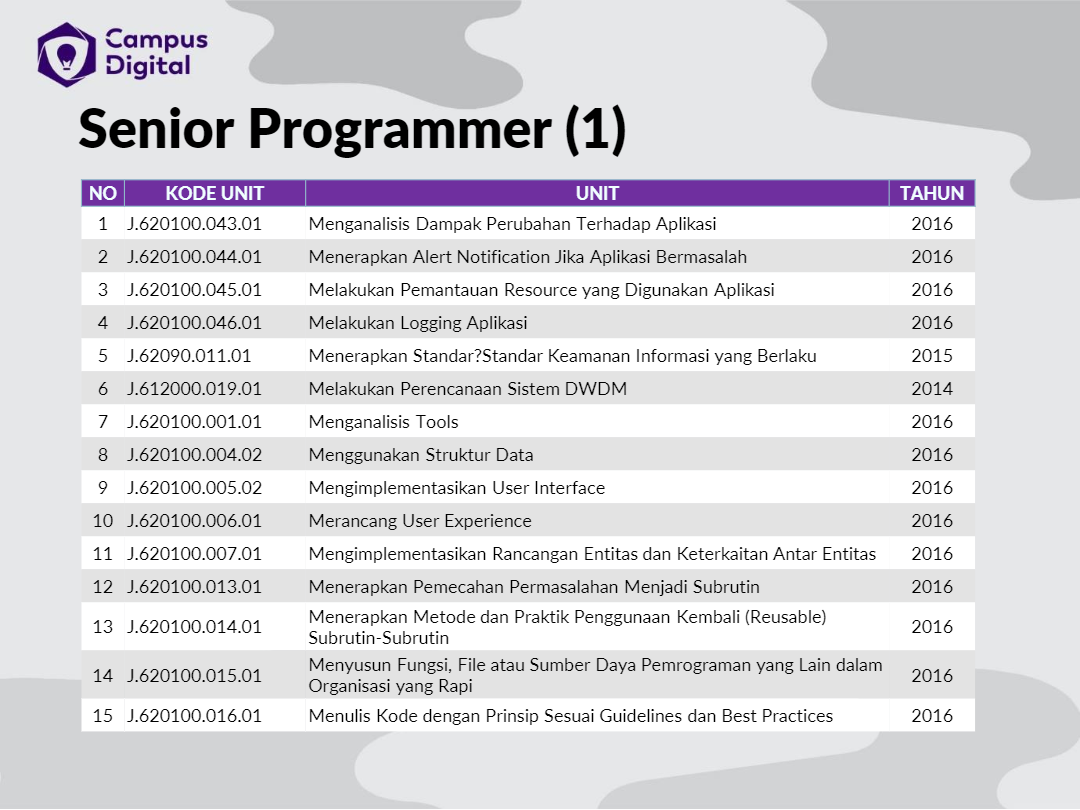 Campus
Digital
Senior Programmer (1)
NO KODE UNIT UNIT TAHUN
1 J.620100.043.01 Menganalisis Dampak Perubahan Terhadap Aplikasi 2016
2 J.620100.044.01 Menerapkan Alert Notification Jika Aplikasi Bermasalah 2016
3 J.620100.045.01 Melakukan Pemantauan Resource yang Digunakan Aplikasi 2016
4 J.620100.046.01 Melakukan Logging Aplikasi 2016
5 J.62090.011.01 Menerapkan Standar?Standar Keamanan Informasi yang Berlaku 2015
6 J.612000.019.01 Melakukan Perencanaan Sistem DWDM 2014
7 J.620100.001.01 Menganalisis Tools 2016
8 J.620100.004.02 Menggunakan Struktur Data 2016
9 J.620100.005.02 Mengimplementasikan User Interface 2016
10 J.620100.006.01 Merancang User Experience 2016
11 J.620100.007.01 Mengimplementasikan Rancangan Entitas dan Keterkaitan Antar Entitas 2016
12 J.620100.013.01 Menerapkan Pemecahan Permasalahan Menjadi Subrutin 2016
13 J.620100.014.01 Menerapkan Metode dan Praktik Penggunaan Kembali (Reusable)
Subrutin-Subrutin 2016
14 J.620100.015.01 Menyusun Fungsi, File atau Sumber Daya Pemrograman yang Lain dalam
Organisasi yang Rapi 2016
15 J.620100.016.01 Menulis Kode dengan Prinsip Sesuai Guidelines dan Best Practices 2016